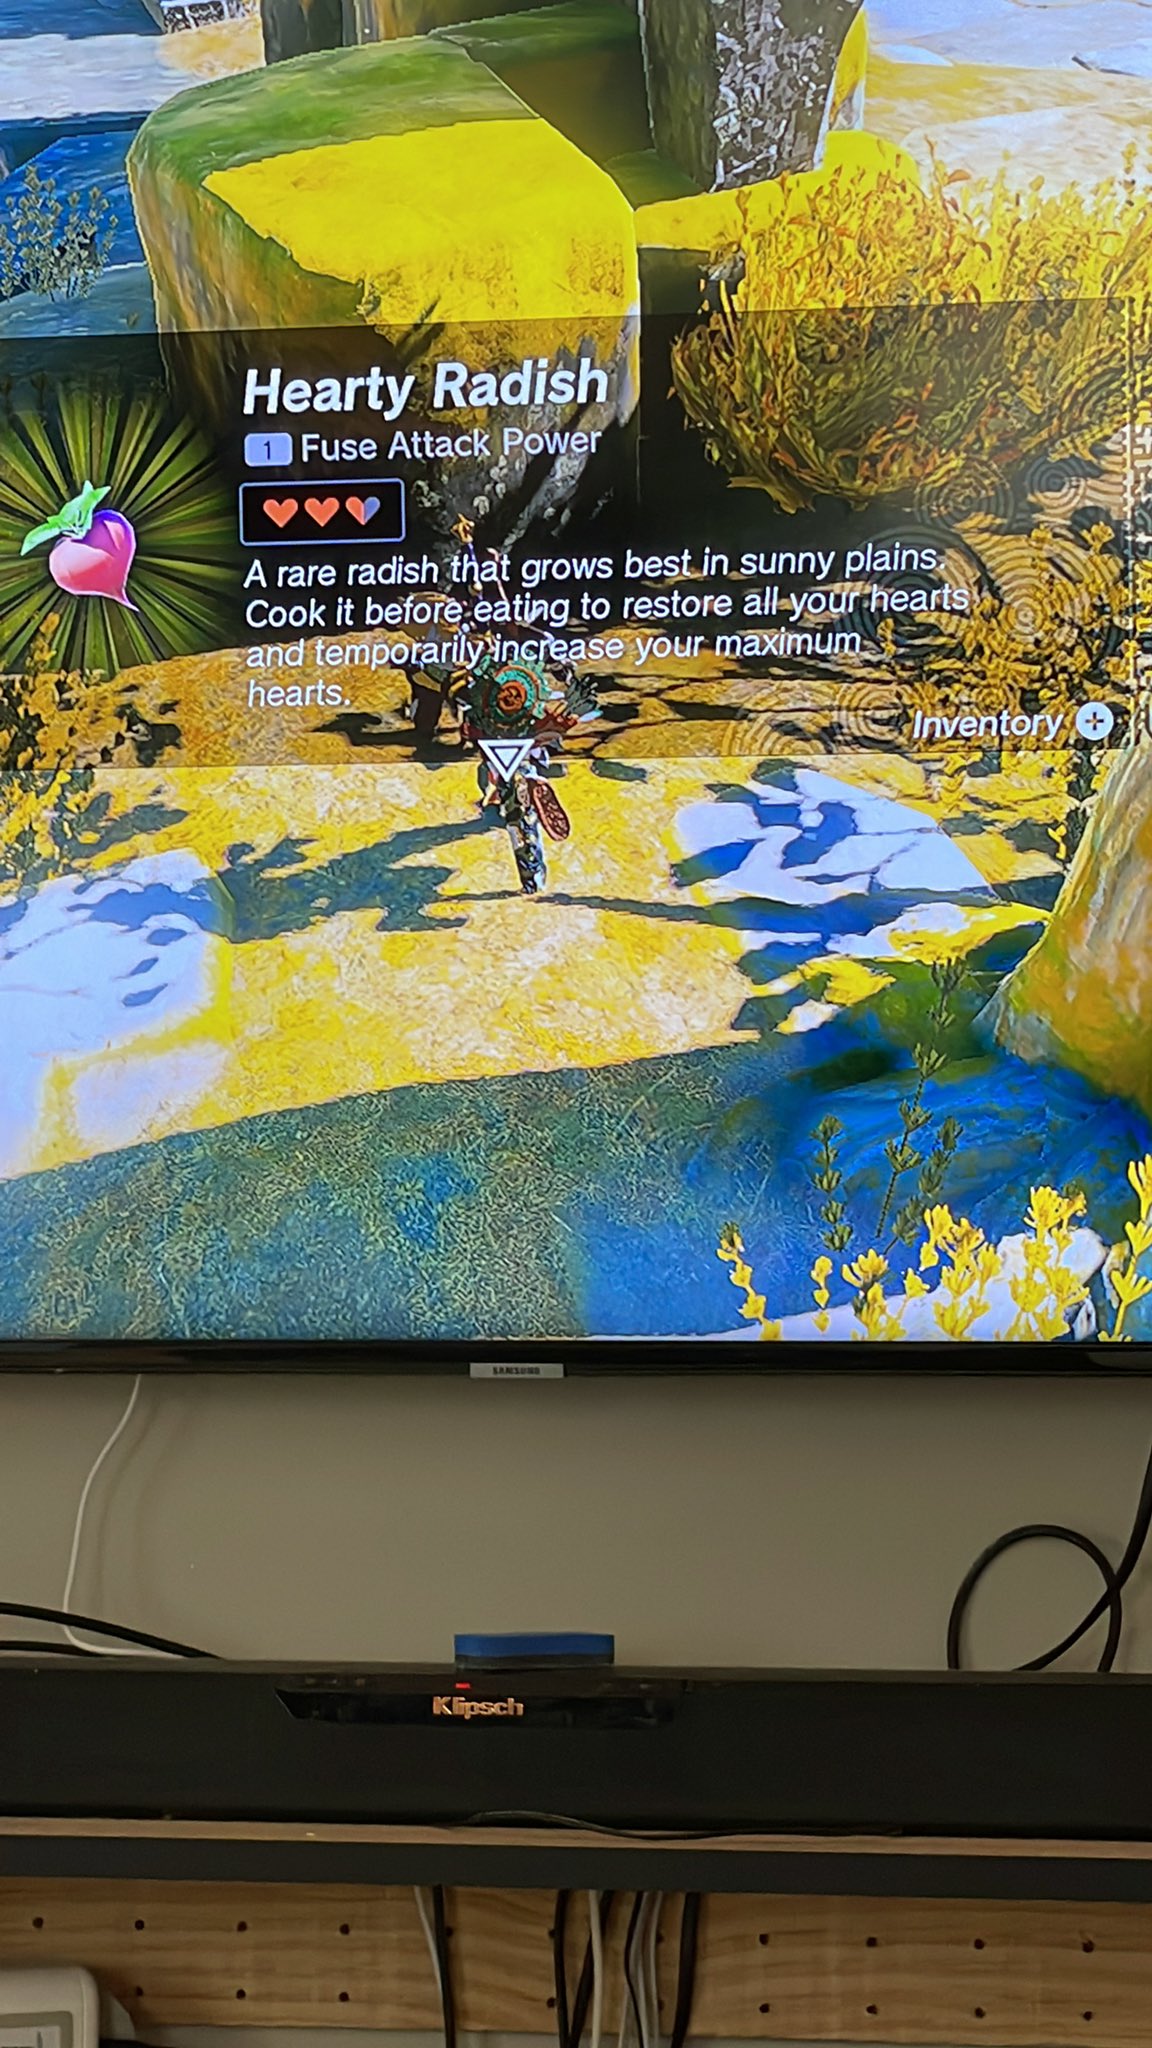 Hearty Radish
1 Fuse Attack Power
A rare radish that grows best in sunny plains.
Cook it before eating to restore all your hearts
and temporarily increase your maximum
hearts.
Inventory +
SAMSUNG
Klipsch